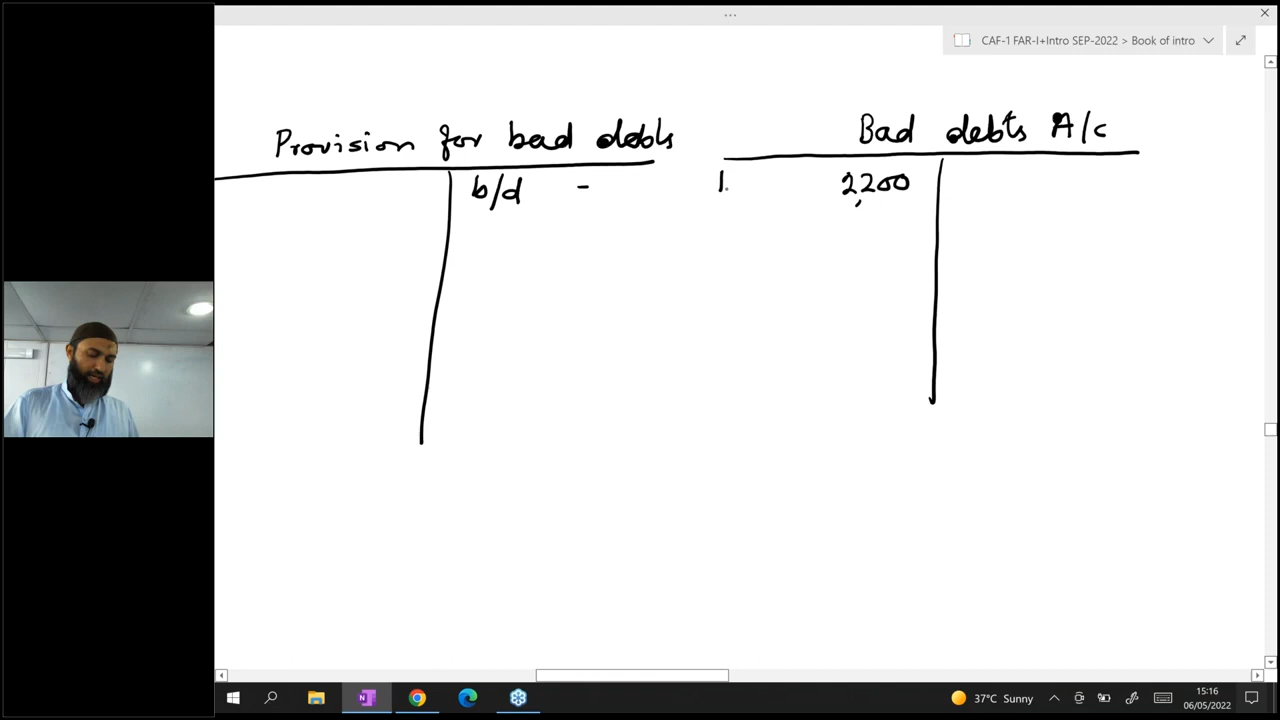 CAF-1 FAR-I+Intro SEP-2022 > Book of intro
Provision for bad debts
Bad debts A/c
b/d -
1. 2,200
37°C Sunny
15:16
06/05/2022